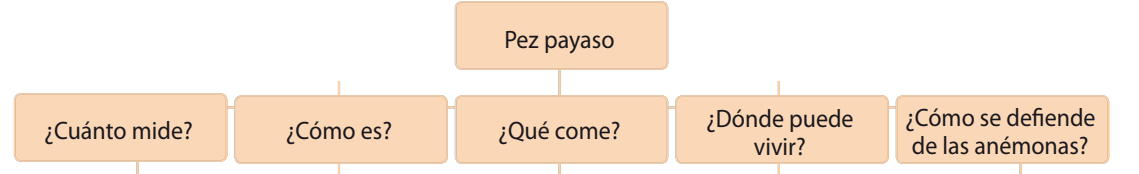 Pez payaso
¿Cuánto mide?
¿Cómo es?
¿Qué come?
¿Dónde puede
vivir?
¿Cómo se defiende
de las anémonas?